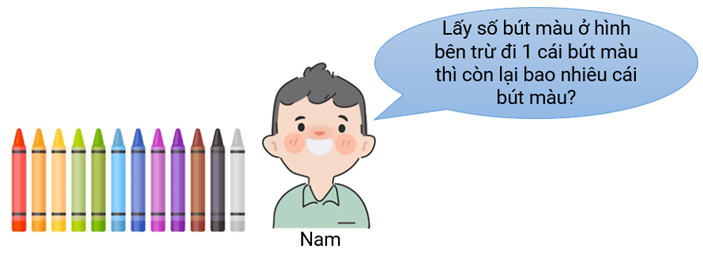 Lấy số bút màu ở hình
bên trừ đi 1 cái bút màu
thì còn lại bao nhiêu cái
bút màu?
Nam